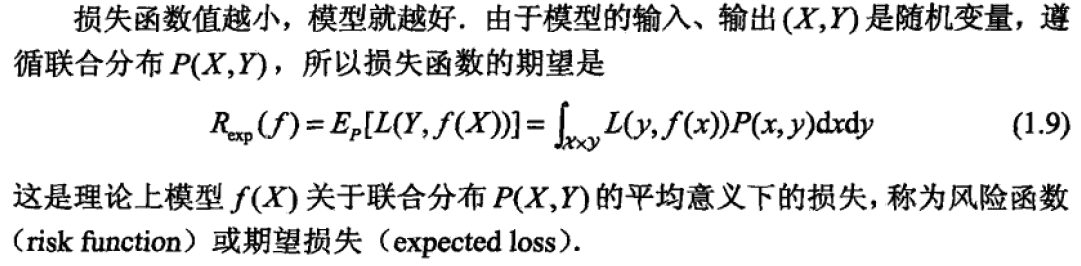 损失函数值越小，模型就越好．由于模型的输入、输出(X,Y)是随机变量，遵
循联合分布P(X,Y)，所以损失函数的期望是
R_exp(f)=E_P[L(Y,f(X))]=∫_{𝒳×𝒴} L(y,f(x))P(x,y)dxdy (1.9)
这是理论上模型f(X)关于联合分布P(X,Y)的平均意义下的损失，称为风险函数
（risk function）或期望损失（expected loss）．